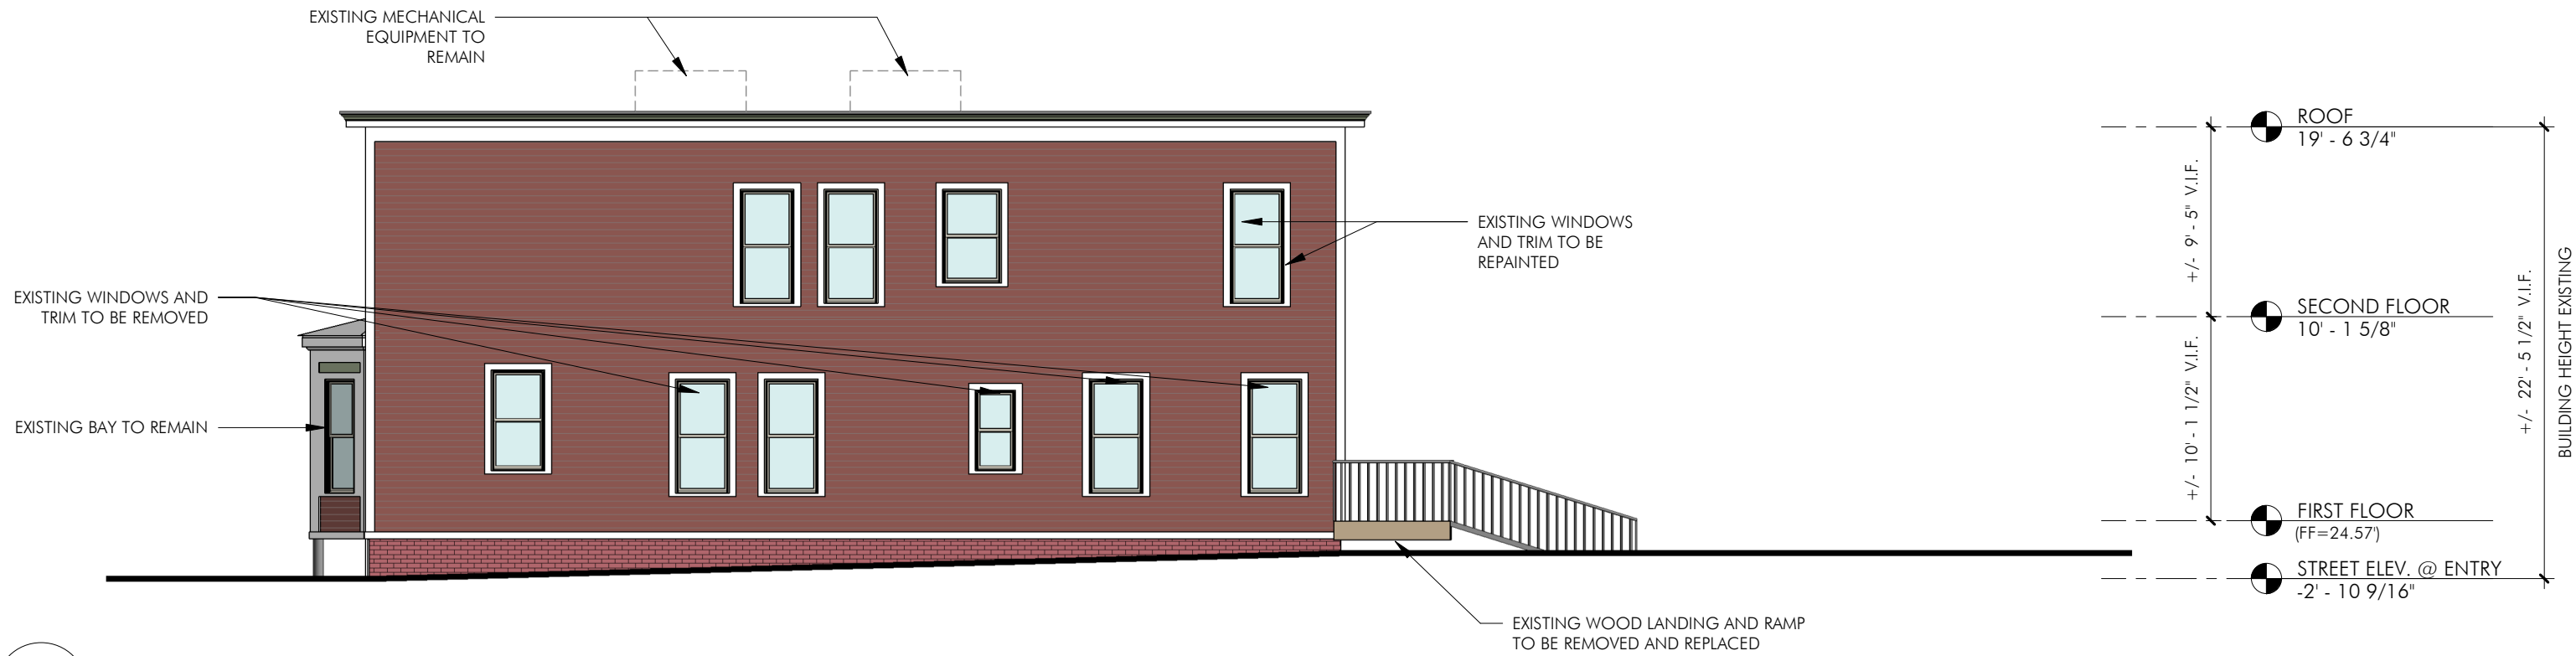 EXISTING MECHANICAL
EQUIPMENT TO
REMAIN
EXISTING WINDOWS
AND TRIM TO BE
REPAINTED
EXISTING WINDOWS AND
TRIM TO BE REMOVED
EXISTING BAY TO REMAIN
EXISTING WOOD LANDING AND RAMP
TO BE REMOVED AND REPLACED
ROOF
19' - 6 3/4"
SECOND FLOOR
10' - 1 5/8"
FIRST FLOOR
(FF=24.57')
STREET ELEV. @ ENTRY
-2' - 10 9/16"
+/- 9' - 5" V.I.F.
+/- 10' - 1 1/2" V.I.F.
+/- 22' - 5 1/2" V.I.F.
BUILDING HEIGHT EXISTING